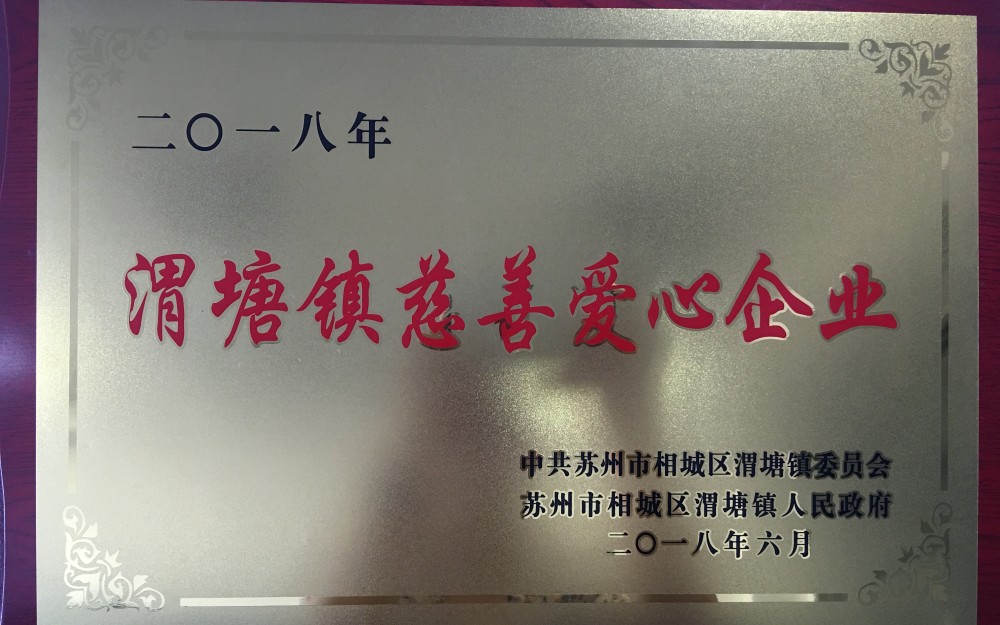 二〇一八年
渭塘镇慈善爱心企业
中共苏州市相城区渭塘镇委员会
苏州市相城区渭塘镇人民政府
二〇一八年六月